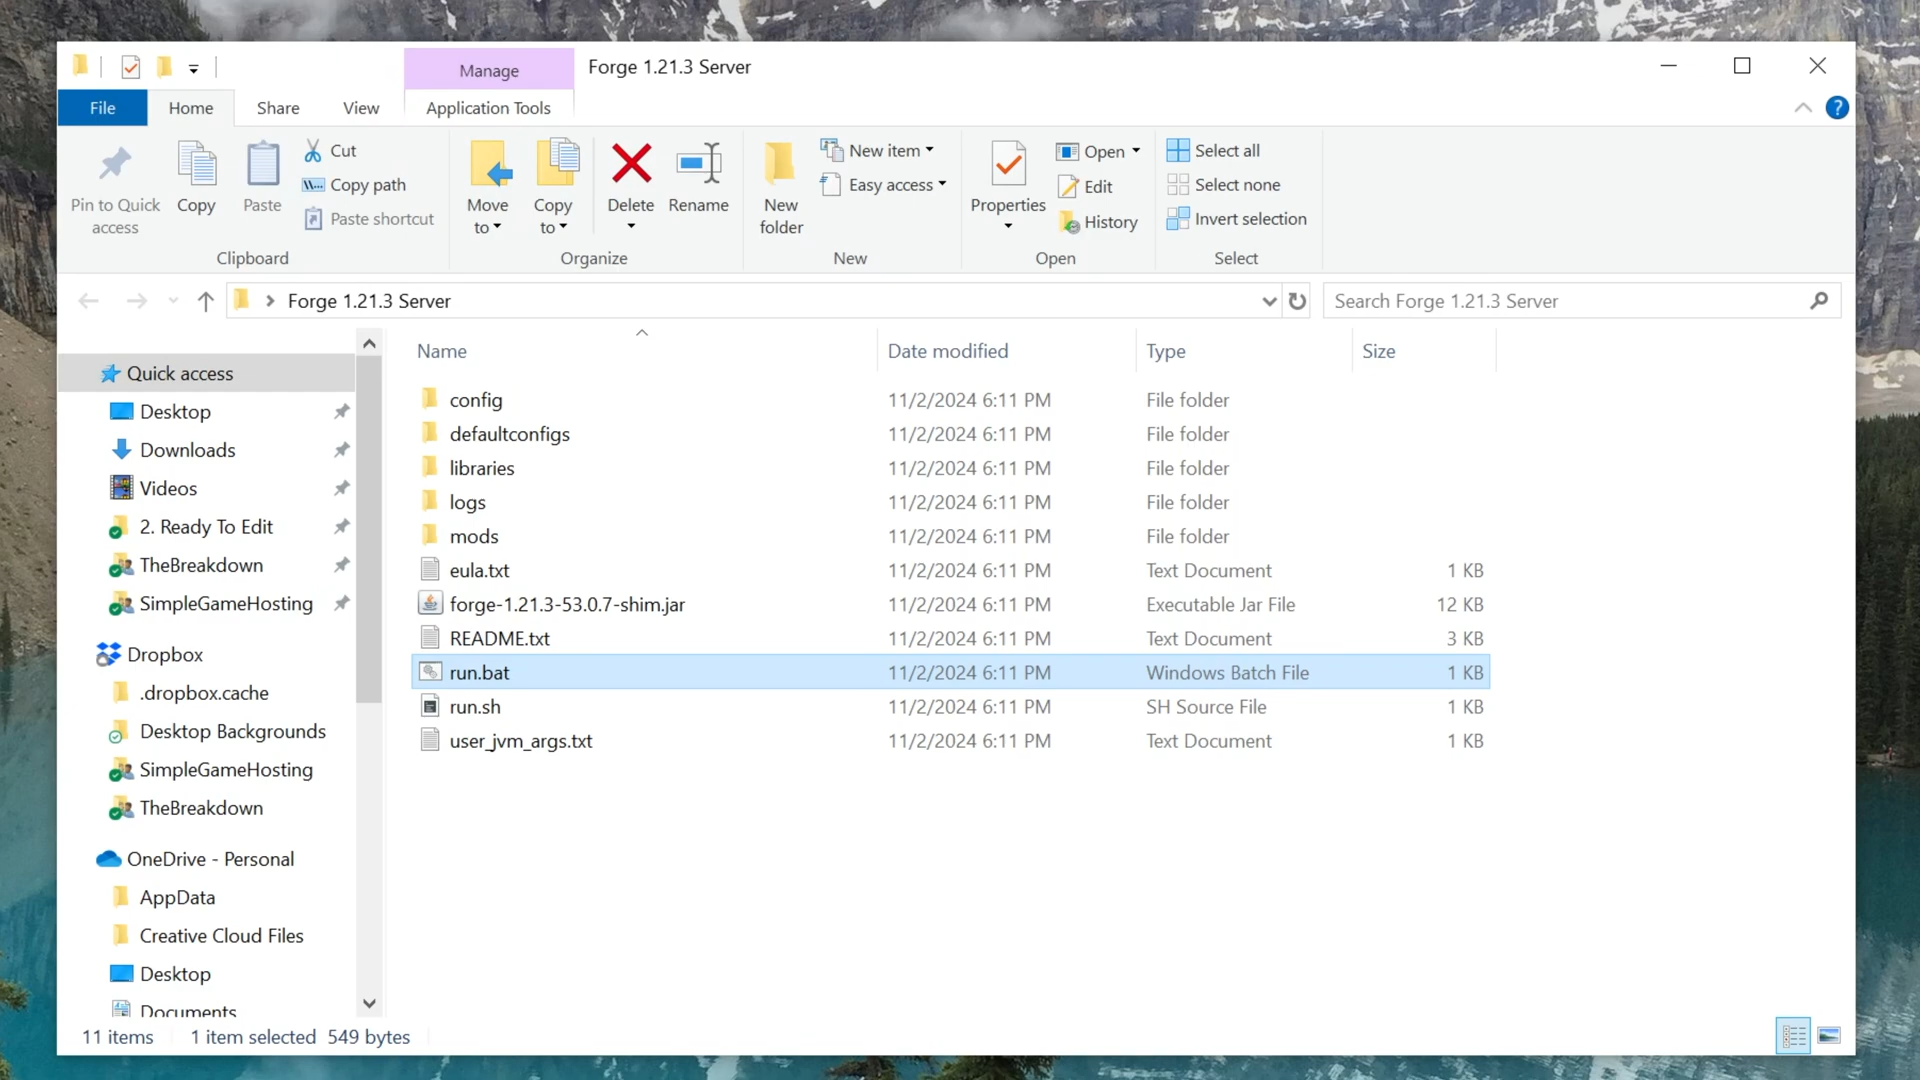 Manage
Forge 1.21.3 Server
File
Home
Share
View
Application Tools
Pin to Quick
access
Copy
Paste
Cut
Copy path
Paste shortcut
Clipboard
Move
to
Copy
to
Delete
Rename
Organize
New
folder
New item
Easy access
New
Properties
Open
Edit
History
Open
Select all
Select none
Invert selection
Select
Forge 1.21.3 Server
Search Forge 1.21.3 Server
Quick access
Desktop
Downloads
Videos
2. Ready To Edit
TheBreakdown
SimpleGameHosting
Dropbox
.dropbox.cache
Desktop Backgrounds
SimpleGameHosting
TheBreakdown
OneDrive - Personal
AppData
Creative Cloud Files
Desktop
Documents
Name Date modified Type Size
config 11/2/2024 6:11 PM File folder
defaultconfigs 11/2/2024 6:11 PM File folder
libraries 11/2/2024 6:11 PM File folder
logs 11/2/2024 6:11 PM File folder
mods 11/2/2024 6:11 PM File folder
eula.txt 11/2/2024 6:11 PM Text Document 1 KB
forge-1.21.3-53.0.7-shim.jar 11/2/2024 6:11 PM Executable Jar File 12 KB
README.txt 11/2/2024 6:11 PM Text Document 3 KB
run.bat 11/2/2024 6:11 PM Windows Batch File 1 KB
run.sh 11/2/2024 6:11 PM SH Source File 1 KB
user_jvm_args.txt 11/2/2024 6:11 PM Text Document 1 KB
11 items 1 item selected 549 bytes